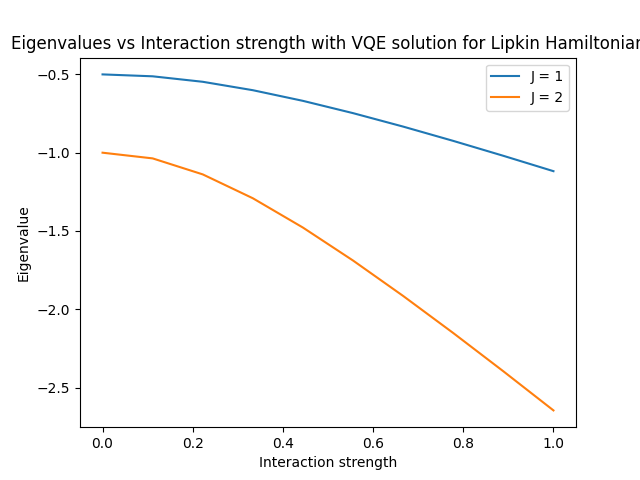 Eigenvalues vs Interaction strength with VQE solution for Lipkin Hamiltonian
J = 1
J = 2
−0.5
−1.0
−1.5
−2.0
−2.5
Eigenvalue
0.0 0.2 0.4 0.6 0.8 1.0
Interaction strength